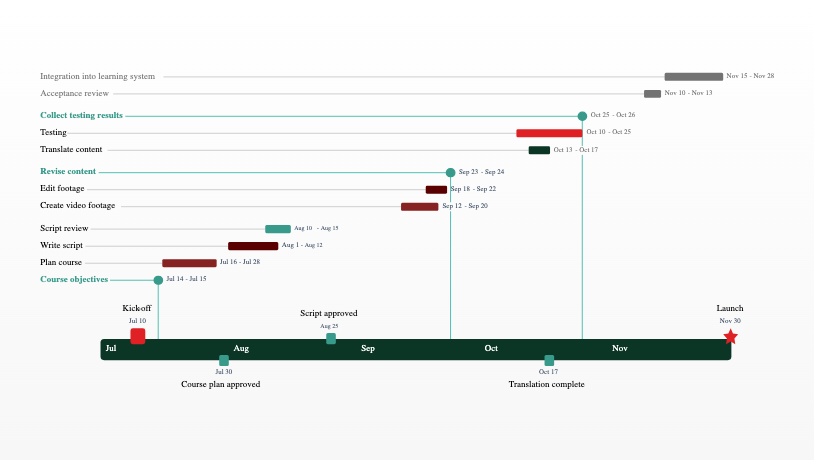 Integration into learning system Nov 15 - Nov 28
Acceptance review Nov 10 - Nov 13
Collect testing results Oct 25 - Oct 26
Testing Oct 10 - Oct 25
Translate content Oct 13 - Oct 17
Revise content Sep 23 - Sep 24
Edit footage Sep 18 - Sep 22
Create video footage Sep 12 - Sep 20
Script review Aug 10 - Aug 15
Write script Aug 1 - Aug 12
Plan course Jul 16 - Jul 28
Course objectives Jul 14 - Jul 15
Kickoff
Jul 10
Script approved
Aug 25
Launch
Nov 30
Jul Aug Sep Oct Nov
Jul 30
Course plan approved
Oct 17
Translation complete